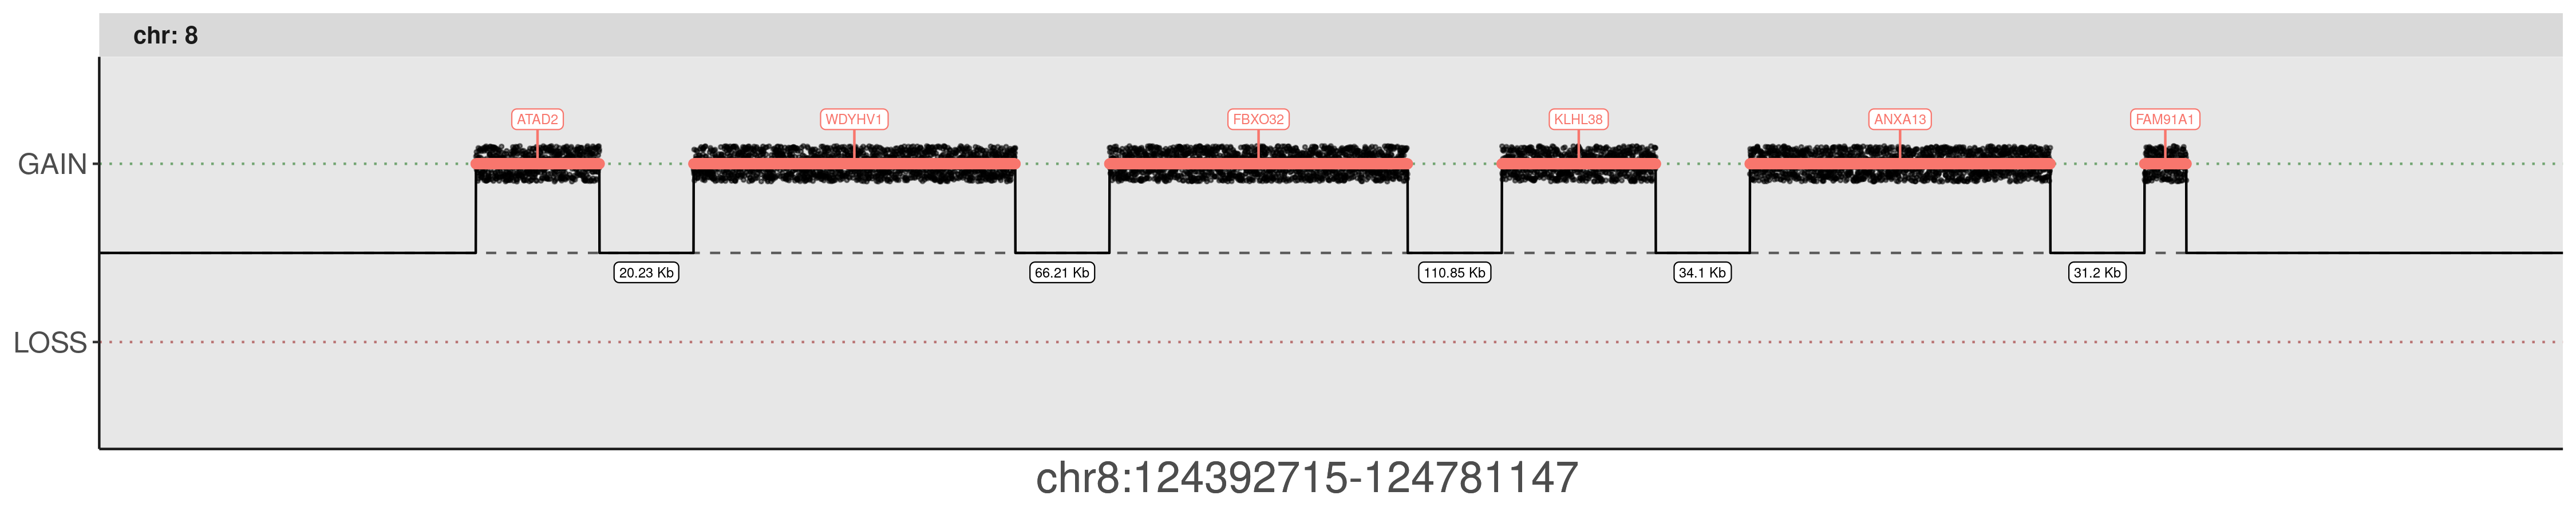 chr: 8
ATAD2 WDYHV1 FBXO32 KLHL38 ANXA13 FAM91A1
GAIN
20.23 Kb 66.21 Kb 110.85 Kb 34.1 Kb 31.2 Kb
LOSS
chr8:124392715-124781147